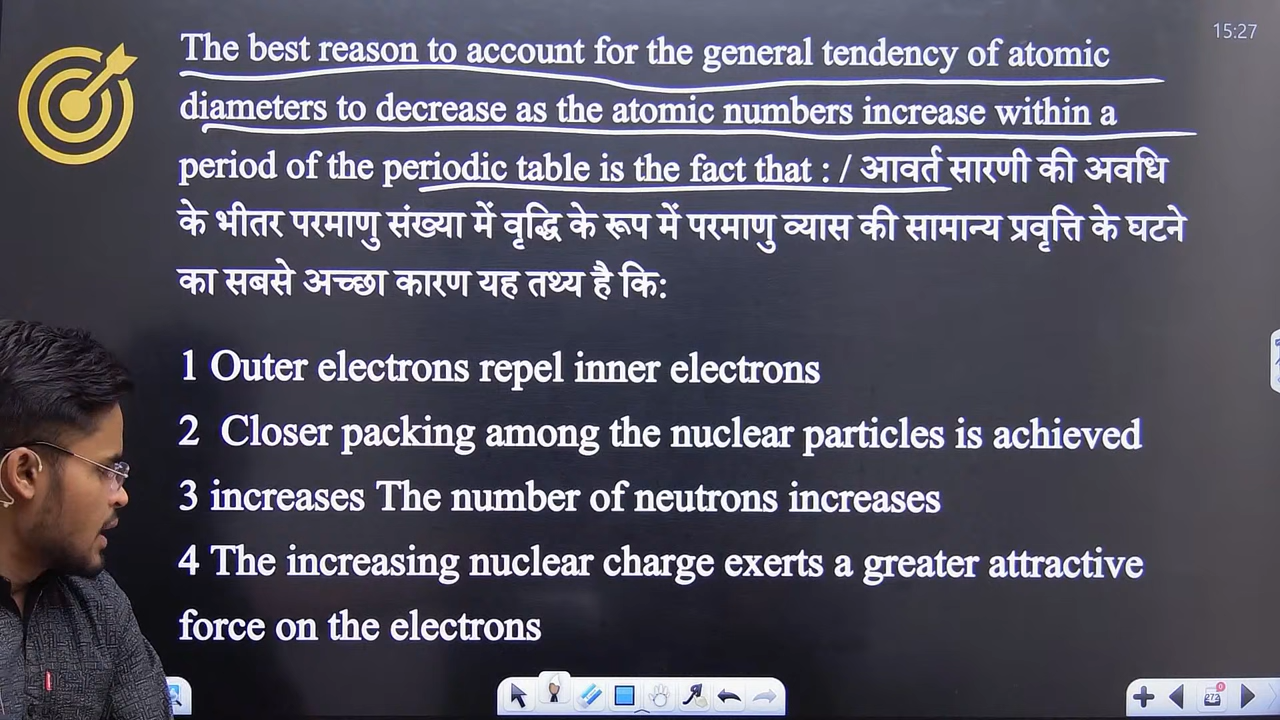 15:27
The best reason to account for the general tendency of atomic
diameters to decrease as the atomic numbers increase within a
period of the periodic table is the fact that : / आवर्त सारणी की अवधि
के भीतर परमाणु संख्या में वृद्धि के रूप में परमाणु व्यास की सामान्य प्रवृत्ति के घटने
का सबसे अच्छा कारण यह तथ्य है कि:
1 Outer electrons repel inner electrons
2 Closer packing among the nuclear particles is achieved
3 increases The number of neutrons increases
4 The increasing nuclear charge exerts a greater attractive
force on the electrons
272